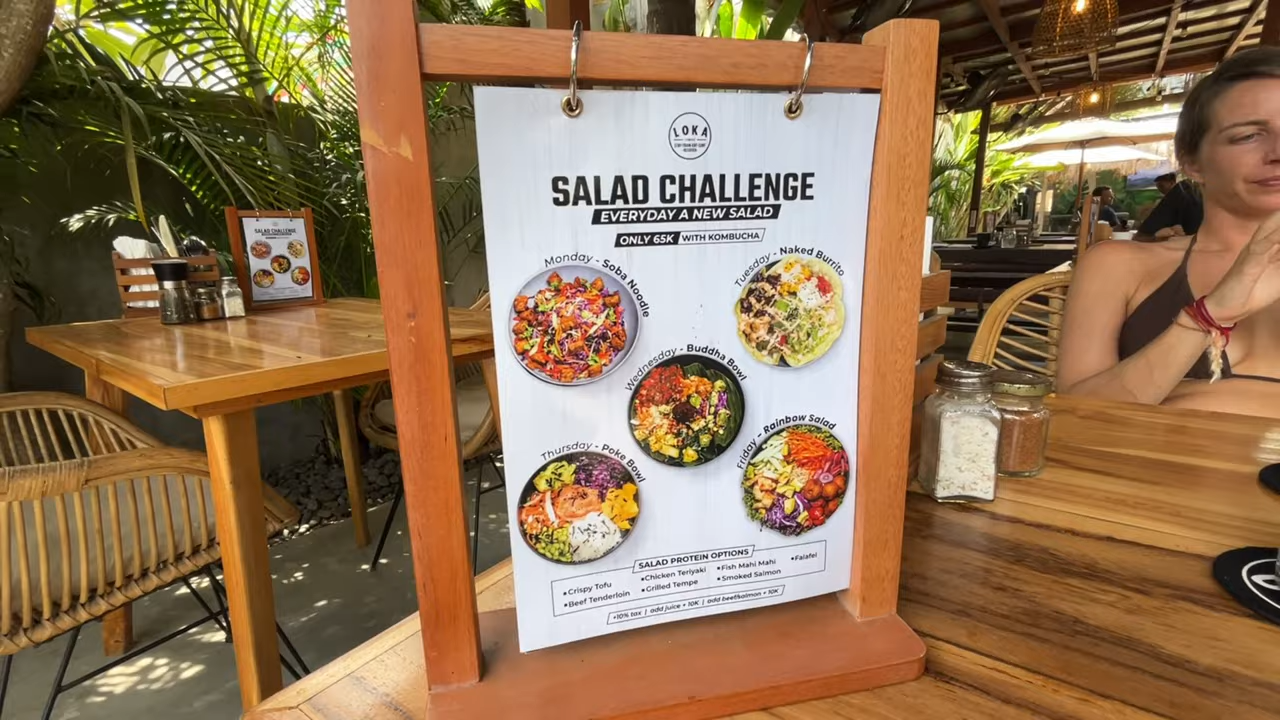 LOKA
SALAD CHALLENGE
EVERYDAY A NEW SALAD
ONLY 65K WITH KOMBUCHA
Monday - Soba Noodle
Tuesday - Naked Burrito
Wednesday - Buddha Bowl
Thursday - Poke Bowl
Friday - Rainbow Salad
SALAD PROTEIN OPTIONS
▪Crispy Tofu
▪Beef Tenderloin
▪Chicken Teriyaki
▪Grilled Tempe
▪Fish Mahi Mahi
▪Smoked Salmon
▪Falafel
+10% tax | add juice + 10K | add beef/salmon + 10K
SALAD CHALLENGE